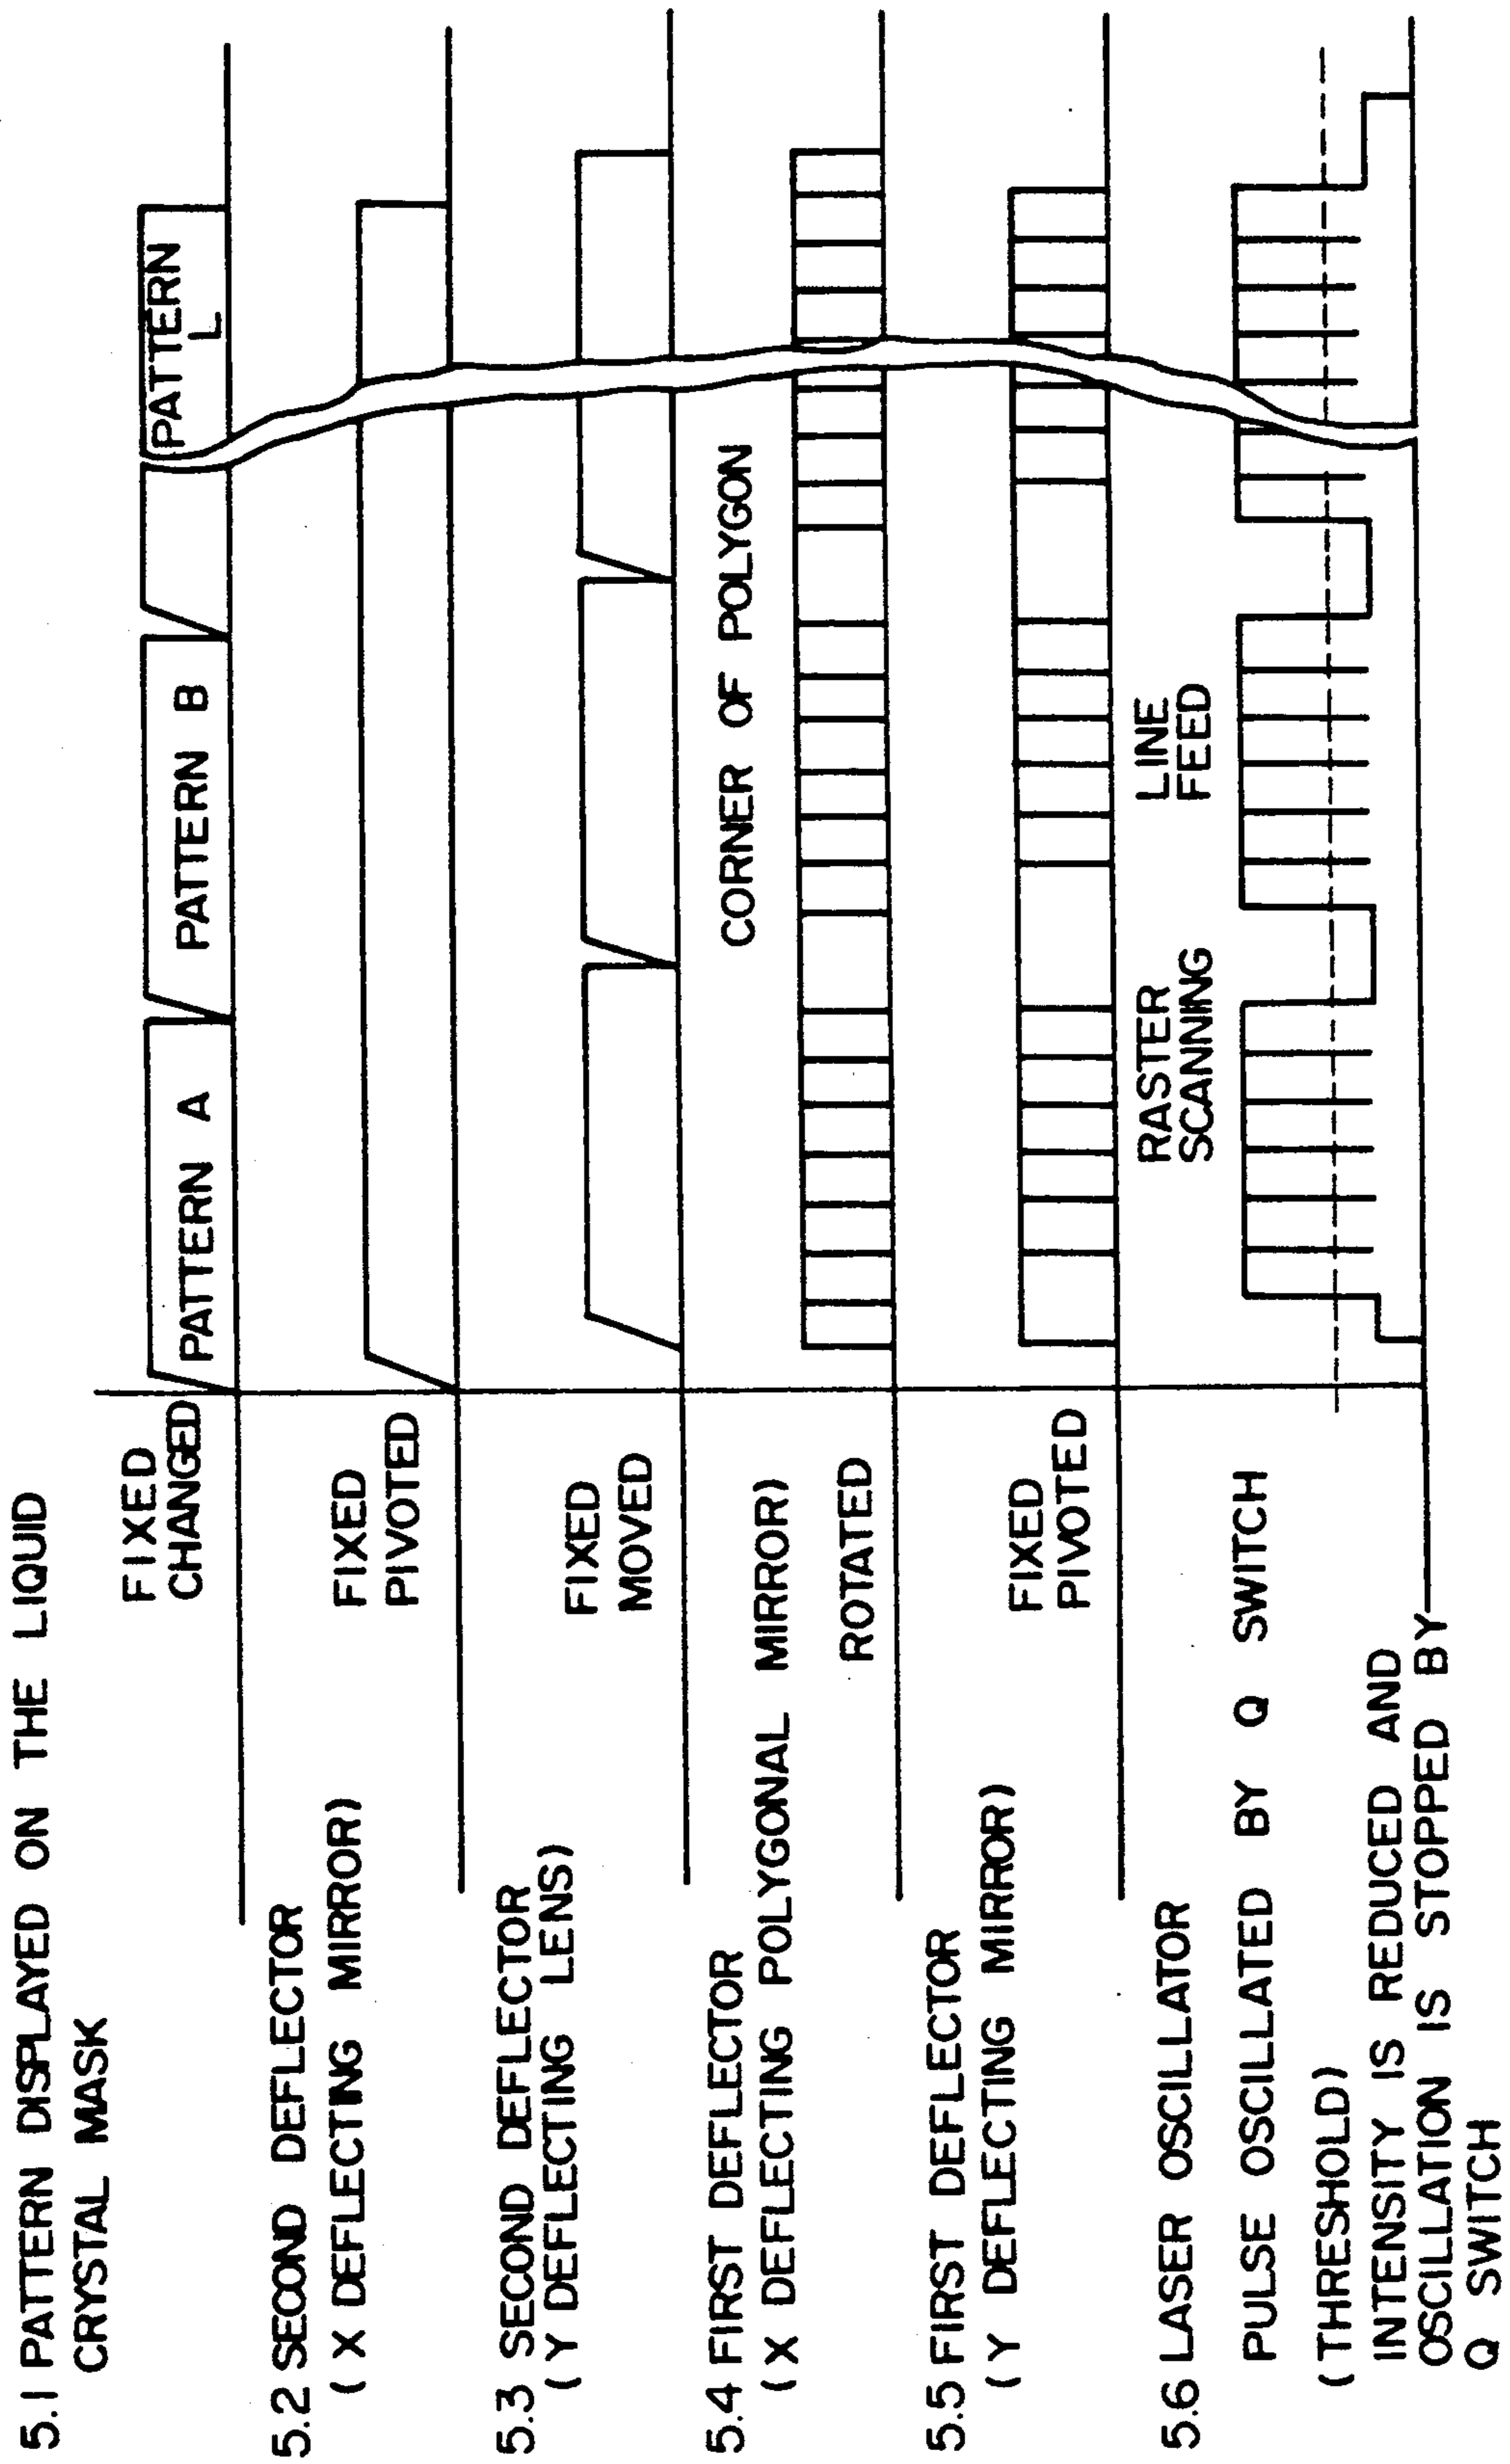 5.1 PATTERN DISPLAYED ON THE LIQUID
CRYSTAL MASK
FIXED
CHANGED
PATTERN A
PATTERN B
PATTERN
L
5.2 SECOND DEFLECTOR
(X DEFLECTING MIRROR)
FIXED
PIVOTED
5.3 SECOND DEFLECTOR
(Y DEFLECTING LENS)
FIXED
MOVED
5.4 FIRST DEFLECTOR
(X DEFLECTING POLYGONAL MIRROR)
CORNER OF POLYGON
ROTATED
5.5 FIRST DEFLECTOR
(Y DEFLECTING MIRROR)
FIXED
PIVOTED
5.6 LASER OSCILLATOR
RASTER
SCANNING
LINE
FEED
PULSE OSCILLATED BY Q SWITCH
(THRESHOLD)
INTENSITY IS REDUCED AND
OSCILLATION IS STOPPED BY
Q SWITCH